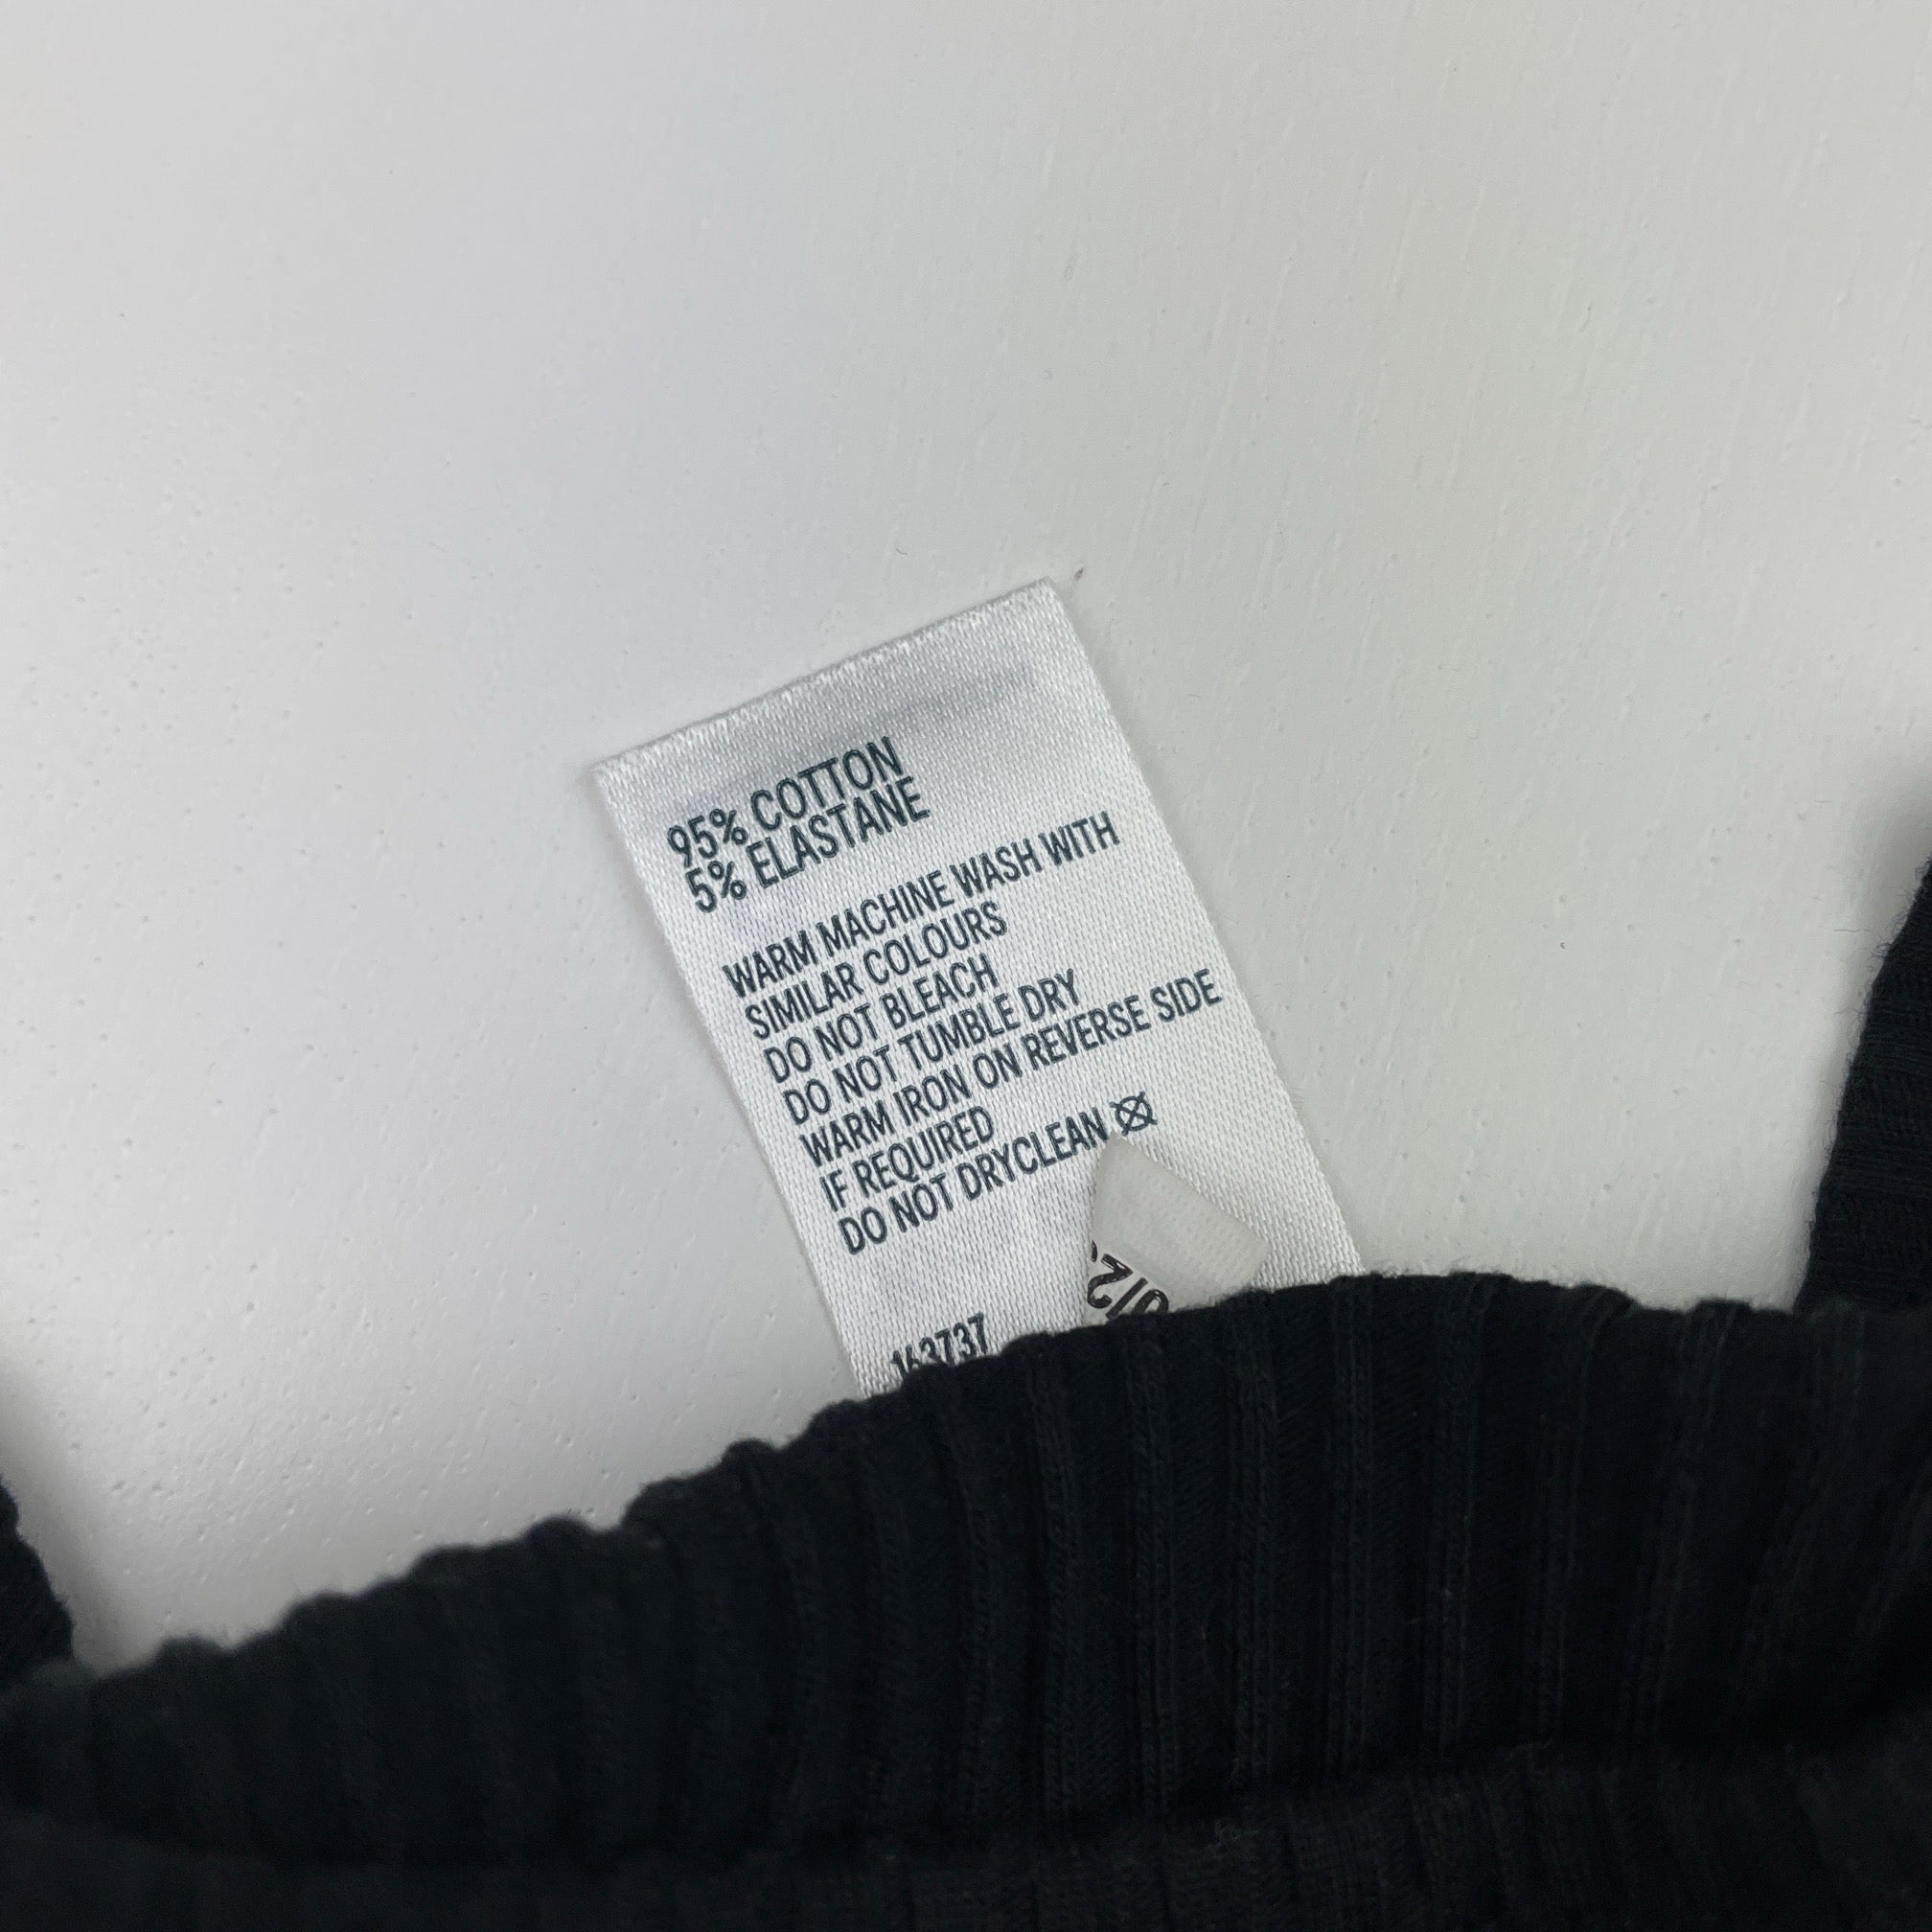 95% COTTON
5% ELASTANE
WARM MACHINE WASH WITH
SIMILAR COLOURS
DO NOT BLEACH
DO NOT TUMBLE DRY
WARM IRON ON REVERSE SIDE
IF REQUIRED
DO NOT DRYCLEAN
163737